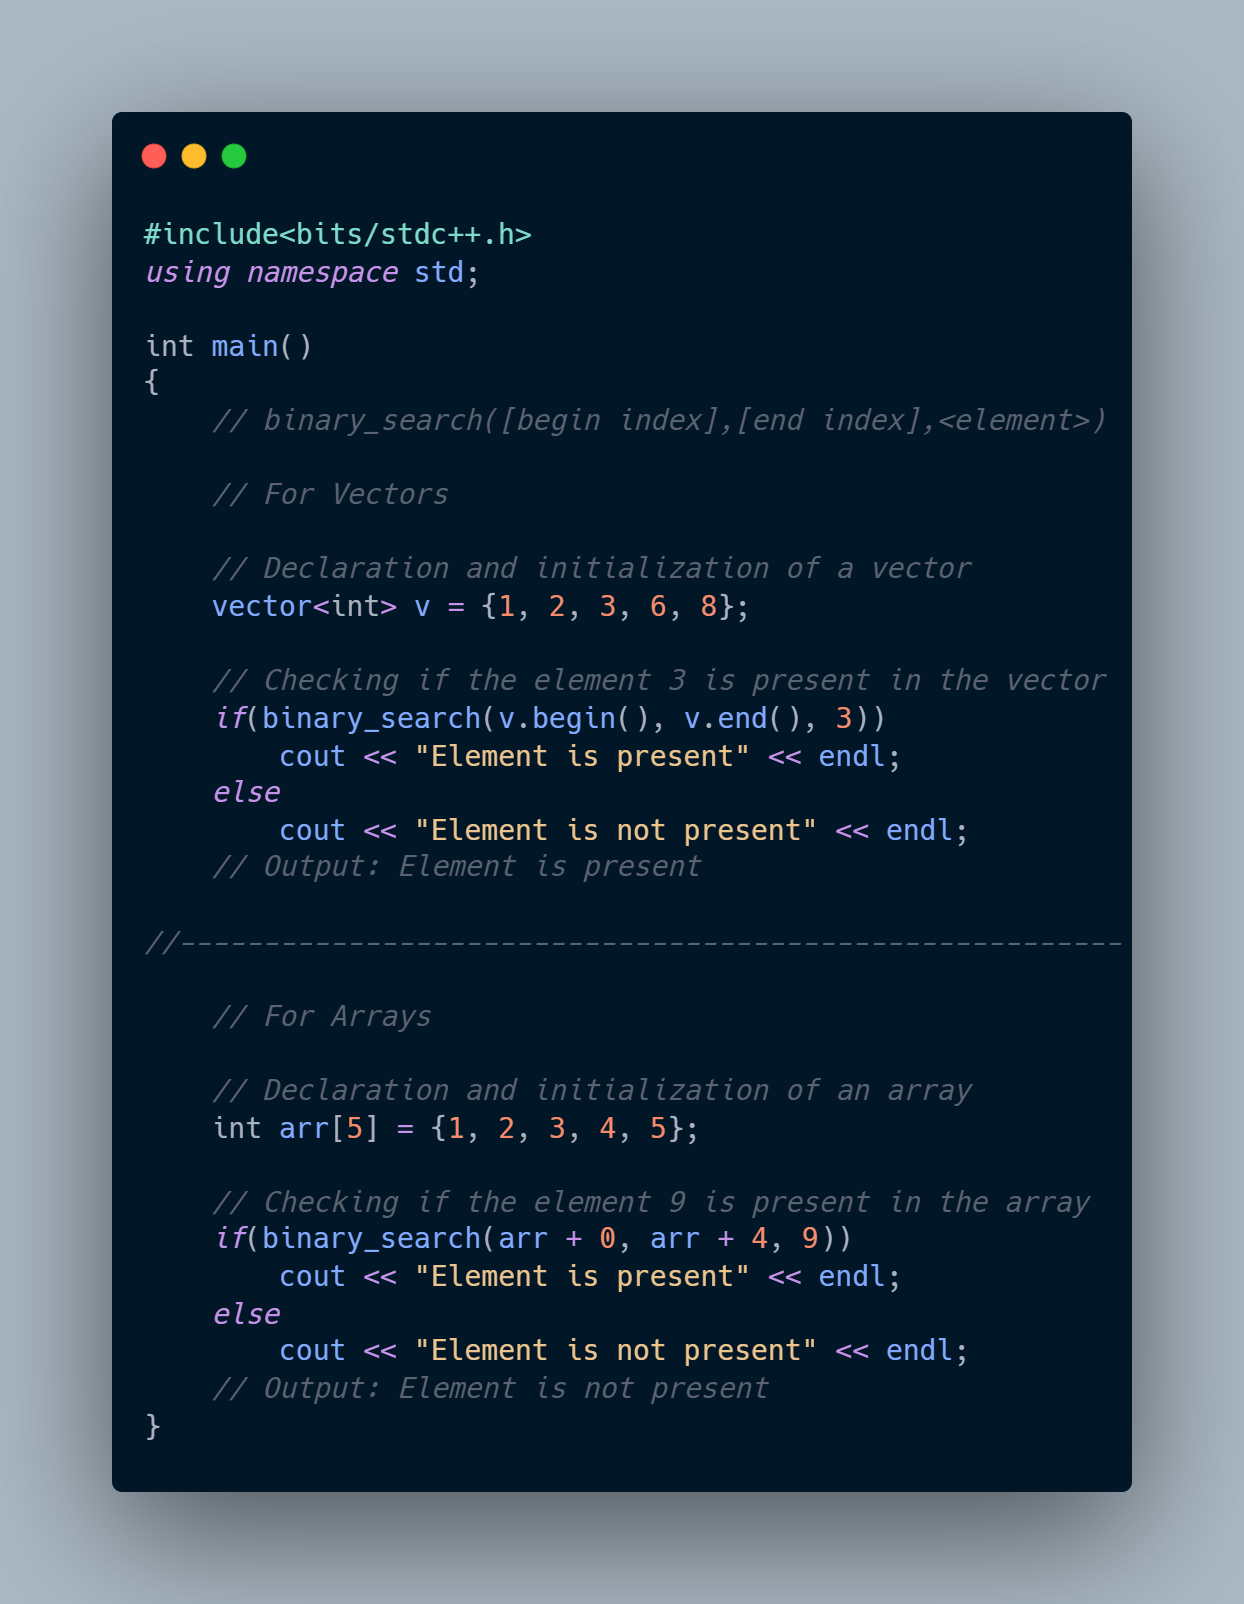 #include<bits/stdc++.h>
using namespace std;

int main()
{
    // binary_search([begin index],[end index],<element>)

    // For Vectors

    // Declaration and initialization of a vector
    vector<int> v = {1, 2, 3, 6, 8};

    // Checking if the element 3 is present in the vector
    if(binary_search(v.begin(), v.end(), 3))
        cout << "Element is present" << endl;
    else
        cout << "Element is not present" << endl;
    // Output: Element is present

//--------------------------------------------------------

    // For Arrays

    // Declaration and initialization of an array
    int arr[5] = {1, 2, 3, 4, 5};

    // Checking if the element 9 is present in the array
    if(binary_search(arr + 0, arr + 4, 9))
        cout << "Element is present" << endl;
    else
        cout << "Element is not present" << endl;
    // Output: Element is not present
}